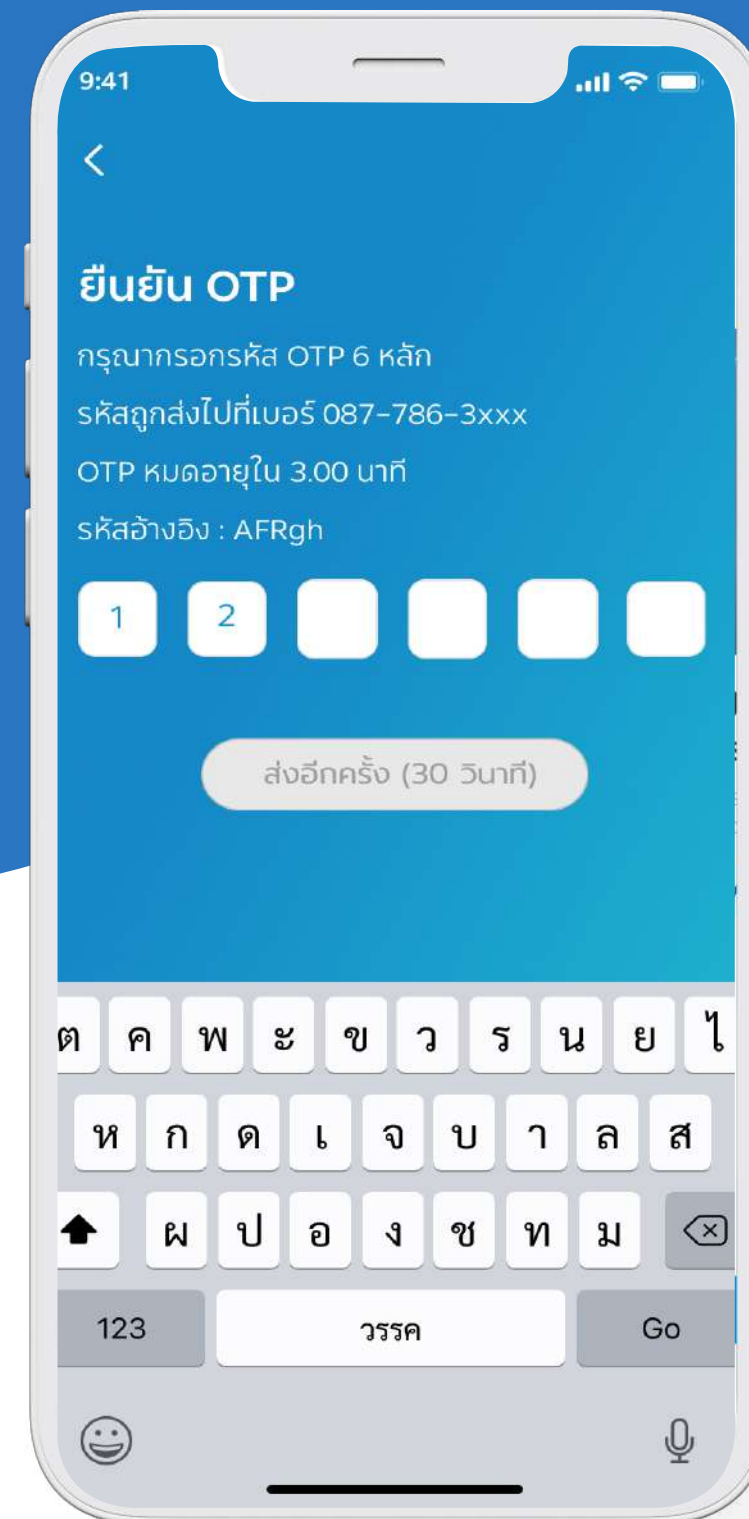 9:41
ยืนยัน OTP
กรุณากรอกรหัส OTP 6 หลัก
รหัสถูกส่งไปที่เบอร์ 087-786-3xxx
OTP หมดอายุใน 3.00 นาที
รหัสอ้างอิง : AFRgh
1 2
ส่งอีกครั้ง (30 วินาที)
ต ค พ ะ ข ว ร น ย ไ
ห ก ด เ จ บ า ล ส
ผ ป อ ง ช ท ม
123 วรรค Go